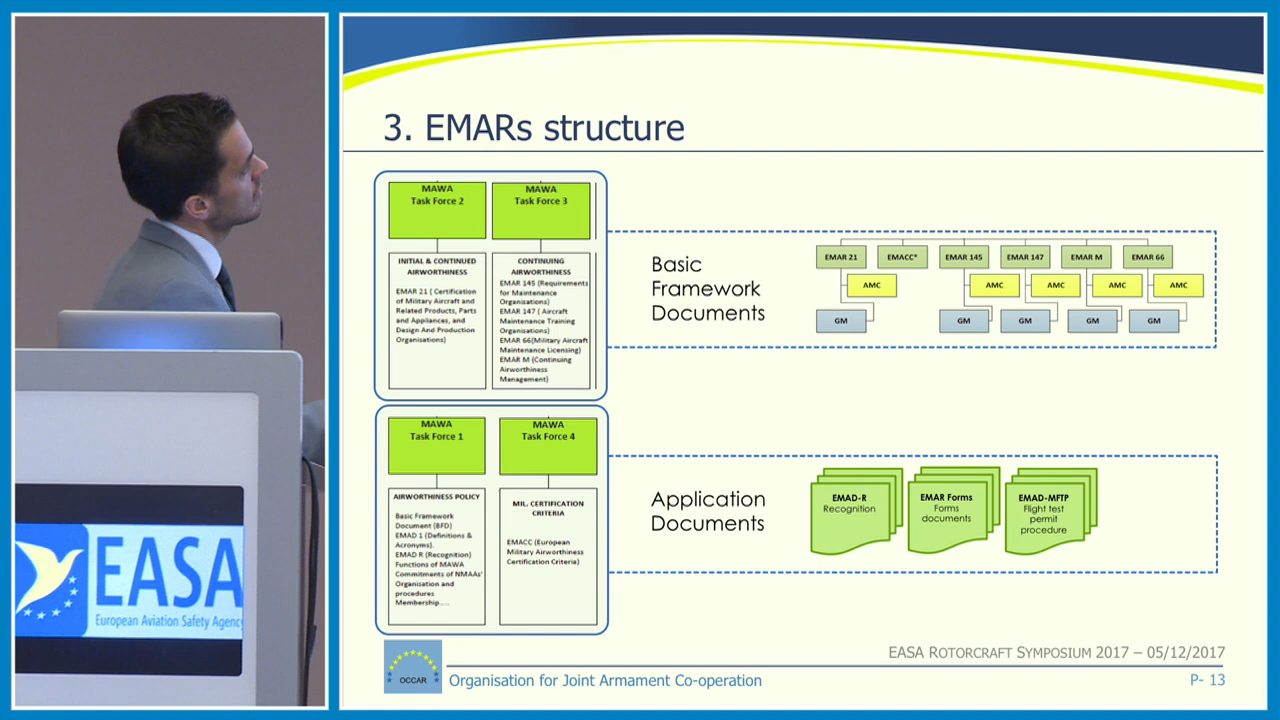 3. EMARs structure
MAWA
Task Force 2
MAWA
Task Force 3
INITIAL & CONTINUED
AIRWORTHINESS
EMAR 21 ( Certification
of Military Aircraft and
Related Products, Parts
and Appliances, and
Design And Production
Organisations)
CONTINUING
AIRWORTHINESS
EMAR 145 (Requirements
for Maintenance
Organisations)
EMAR 147 ( Aircraft
Maintenance Training
Organisations)
EMAR 66(Military Aircraft
Maintenance Licensing)
EMAR M (Continuing
Airworthiness
Management)
Basic
Framework
Documents
EMAR 21
EMACC*
EMAR 145
EMAR 147
EMAR M
EMAR 66
AMC
AMC
AMC
AMC
AMC
GM
GM
GM
GM
GM
MAWA
Task Force 1
MAWA
Task Force 4
AIRWORTHINESS POLICY
Basic Framework
Document (BFD)
EMAD 1 (Definitions &
Acronyms).
EMAD R (Recognition)
Functions of MAWA
Commitments of NMAAs'
Organisation and
procedures
Membership.....
MIL. CERTIFICATION
CRITERIA
EMACC (European
Military Airworthiness
Certification Criteria)
Application
Documents
EMAD-R
Recognition
EMAR Forms
Forms
documents
EMAD-MFTP
Flight test
permit
procedure
EASA
European Aviation Safety Agency
EASA ROTORCRAFT SYMPOSIUM 2017 – 05/12/2017
OCCAR
Organisation for Joint Armament Co-operation
P- 13